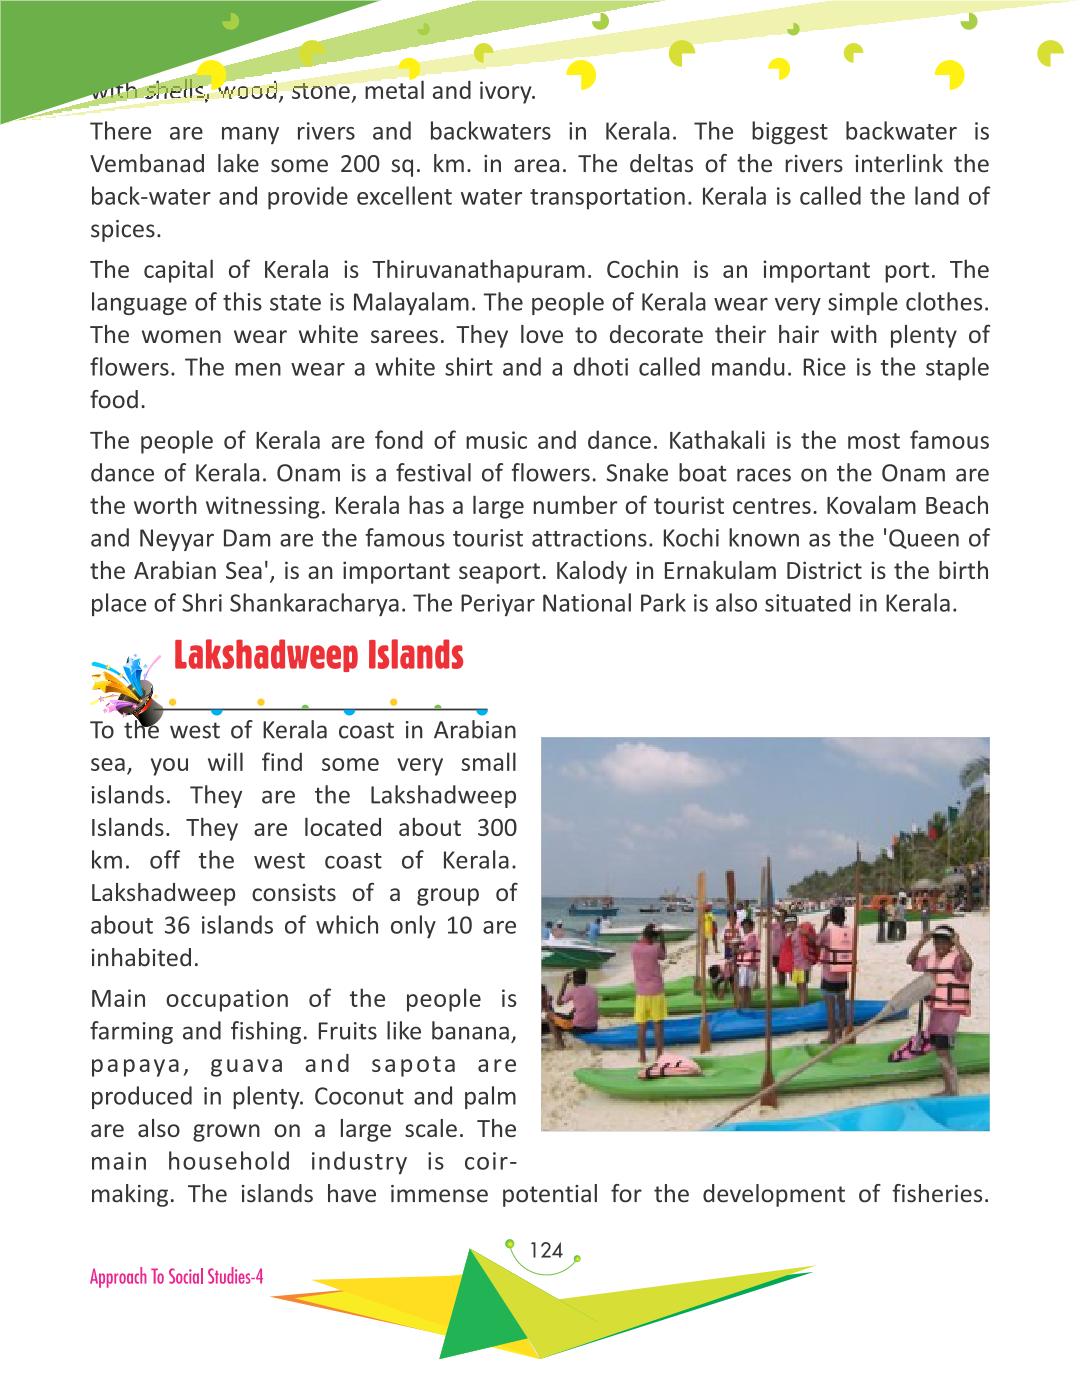 with shells, wood, stone, metal and ivory.
There are many rivers and backwaters in Kerala. The biggest backwater is
Vembanad lake some 200 sq. km. in area. The deltas of the rivers interlink the
back-water and provide excellent water transportation. Kerala is called the land of
spices.
The capital of Kerala is Thiruvanathapuram. Cochin is an important port. The
language of this state is Malayalam. The people of Kerala wear very simple clothes.
The women wear white sarees. They love to decorate their hair with plenty of
flowers. The men wear a white shirt and a dhoti called mandu. Rice is the staple
food.
The people of Kerala are fond of music and dance. Kathakali is the most famous
dance of Kerala. Onam is a festival of flowers. Snake boat races on the Onam are
the worth witnessing. Kerala has a large number of tourist centres. Kovalam Beach
and Neyyar Dam are the famous tourist attractions. Kochi known as the 'Queen of
the Arabian Sea', is an important seaport. Kalody in Ernakulam District is the birth
place of Shri Shankaracharya. The Periyar National Park is also situated in Kerala.
Lakshadweep Islands
To the west of Kerala coast in Arabian
sea, you will find some very small
islands. They are the Lakshadweep
Islands. They are located about 300
km. off the west coast of Kerala.
Lakshadweep consists of a group of
about 36 islands of which only 10 are
inhabited.
Main occupation of the people is
farming and fishing. Fruits like banana,
papaya, guava and sapota are
produced in plenty. Coconut and palm
are also grown on a large scale. The
main household industry is coir-
making. The islands have immense potential for the development of fisheries.
124
Approach To Social Studies-4